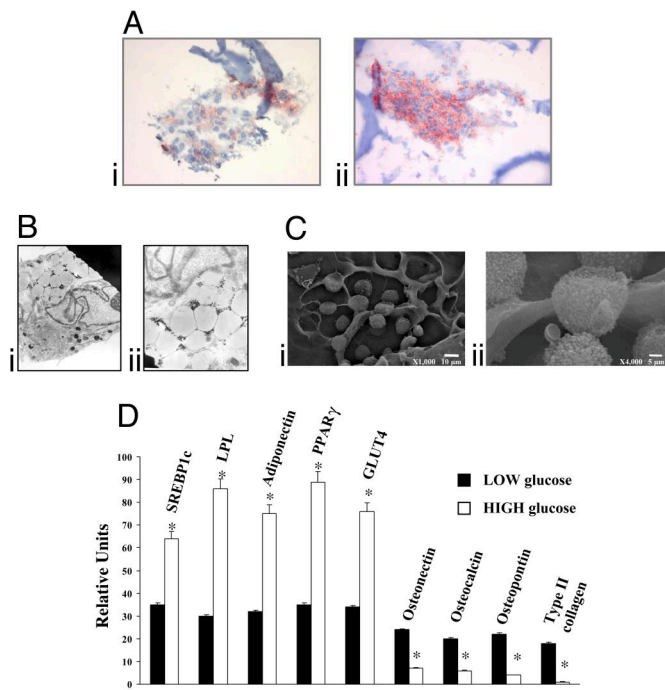 A
i
ii
B
i
ii
C
i
X1,000 10 µm
ii
X4,000 5 µm
D
Relative Units
100
90
80
70
60
50
40
30
20
10
0
SREBP1c
LPL
Adiponectin
PPARγ
GLUT4
Osteonectin
Osteocalcin
Osteopontin
Type II
collagen
* * * * * * * * *
LOW glucose
HIGH glucose